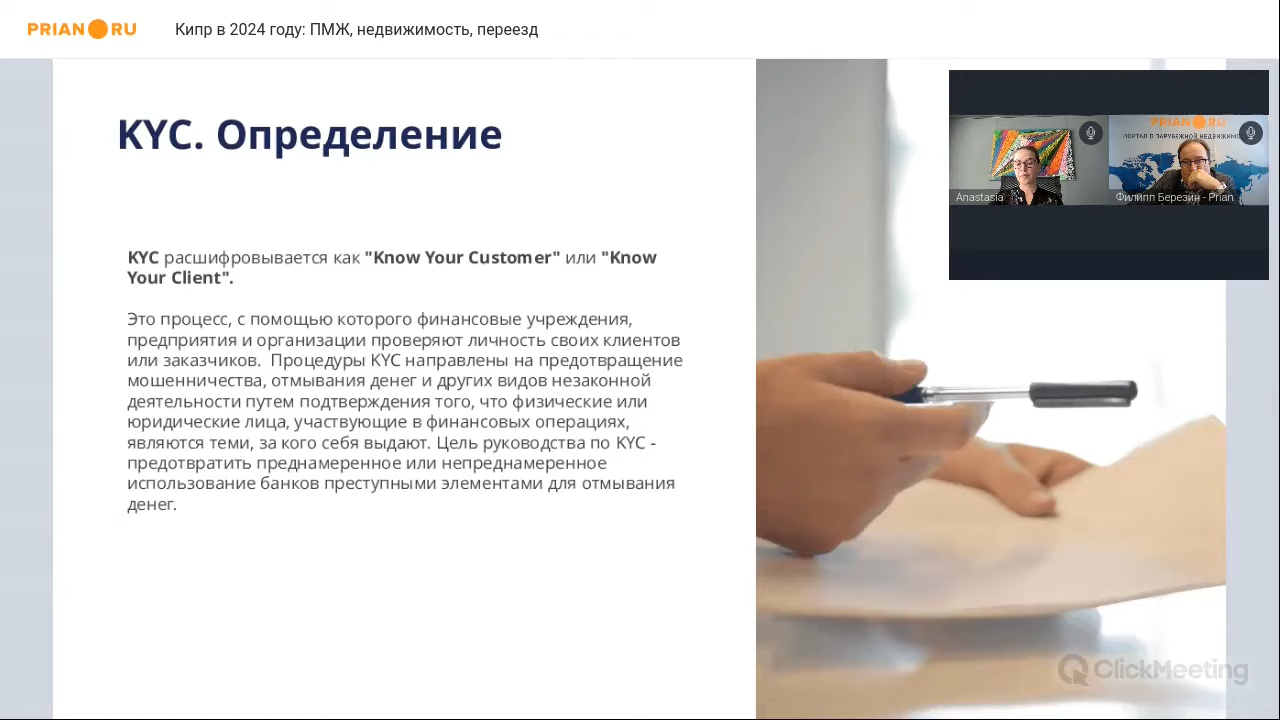 PRIAN RU
Кипр в 2024 году: ПМЖ, недвижимость, переезд
KYC. Определение
KYC расшифровывается как "Know Your Customer" или "Know
Your Client".
Это процесс, с помощью которого финансовые учреждения,
предприятия и организации проверяют личность своих клиентов
или заказчиков.  Процедуры KYC направлены на предотвращение
мошенничества, отмывания денег и других видов незаконной
деятельности путем подтверждения того, что физические или
юридические лица, участвующие в финансовых операциях,
являются теми, за кого себя выдают. Цель руководства по KYC -
предотвратить преднамеренное или непреднамеренное
использование банков преступными элементами для отмывания
денег.
PRIAN RU
ПОРТАЛ О ЗАРУБЕЖНОЙ
Anastasia
Филипп Березин - Prian
ClickMeeting